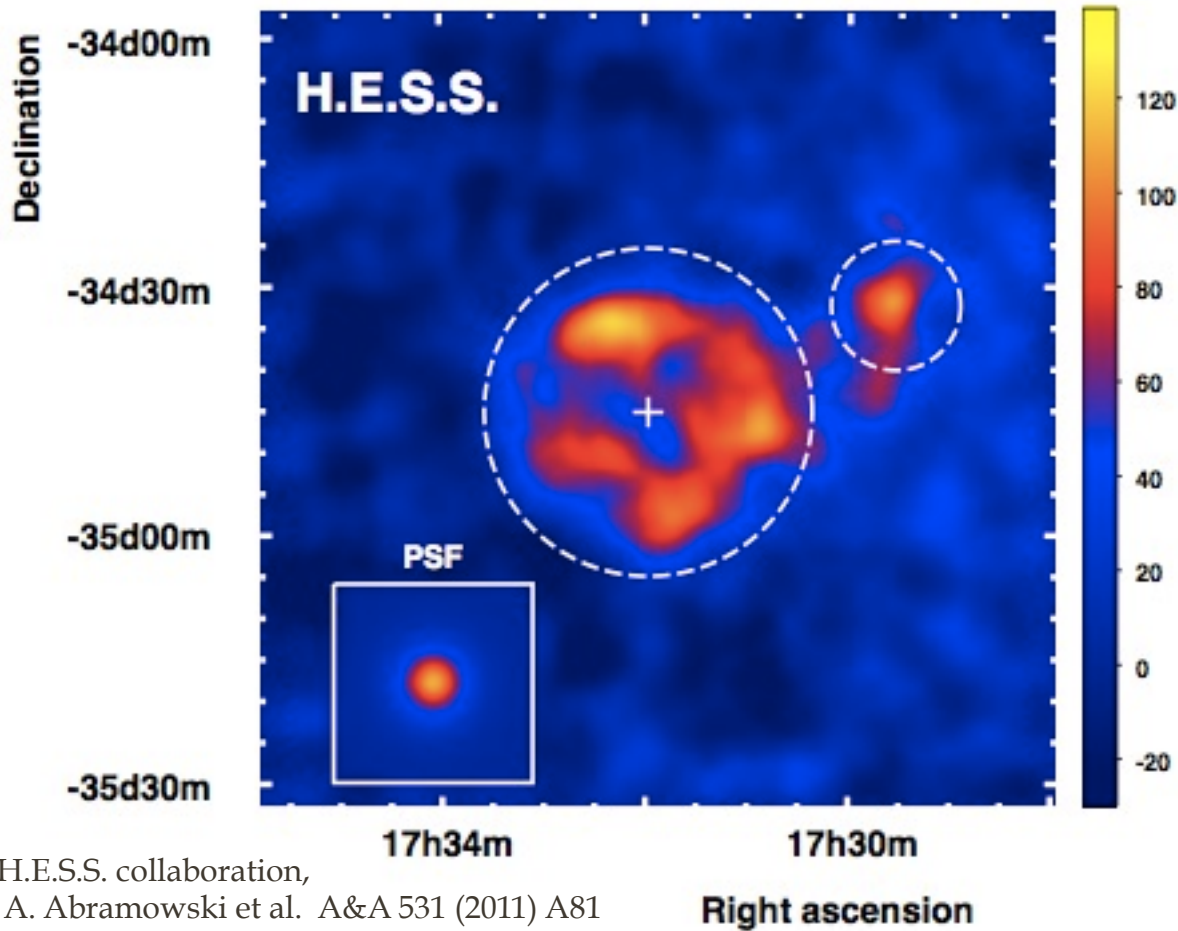 Declination
-34d00m
-34d30m
-35d00m
-35d30m
H.E.S.S.
PSF
120
100
80
60
40
20
0
-20
17h34m
17h30m
Right ascension
H.E.S.S. collaboration,
A. Abramowski et al. A&A 531 (2011) A81